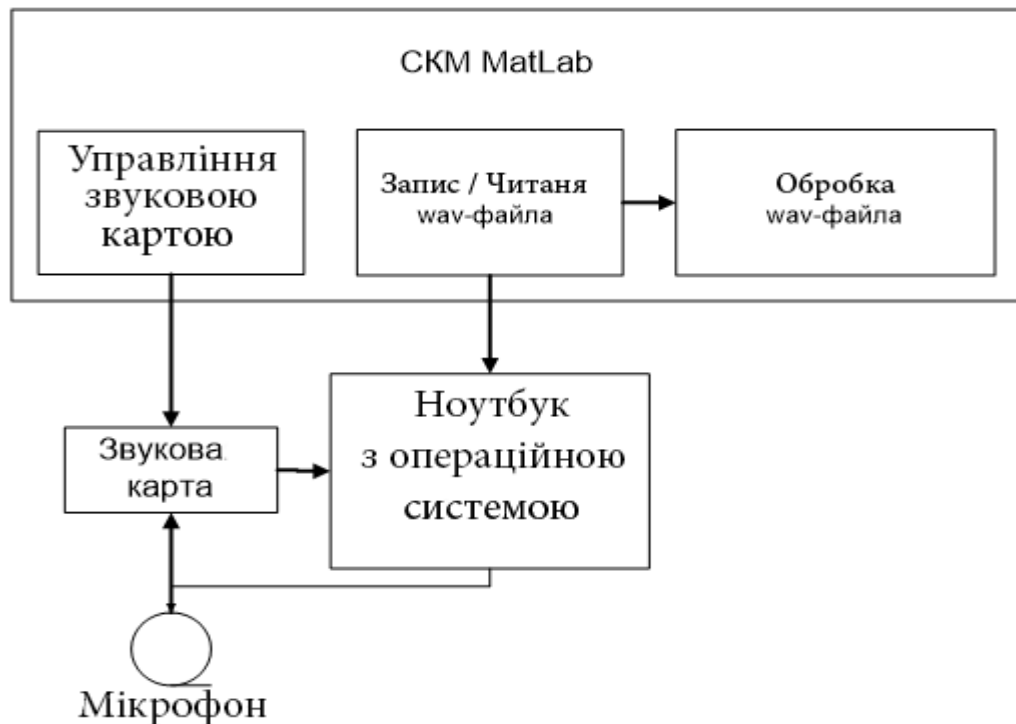 СКМ MatLab
Управління
звуковою
картою
Запис / Читаня
wav-файла
Обробка
wav-файла
Ноутбук
з операційною
системою
Звукова
карта
Мікрофон